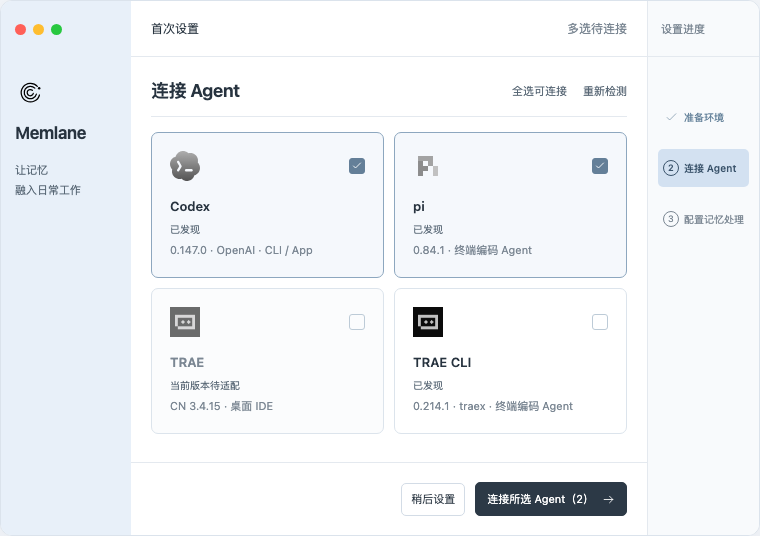 首次设置
多选待连接
设置进度
Memlane
让记忆
融入日常工作
连接 Agent
全选可连接
重新检测
Codex
已发现
0.147.0 · OpenAI · CLI / App
pi
已发现
0.84.1 · 终端编码 Agent
TRAE
当前版本待适配
CN 3.4.15 · 桌面 IDE
TRAE CLI
已发现
0.214.1 · traex · 终端编码 Agent
稍后设置
连接所选 Agent（2） →
准备环境
2 连接 Agent
3 配置记忆处理